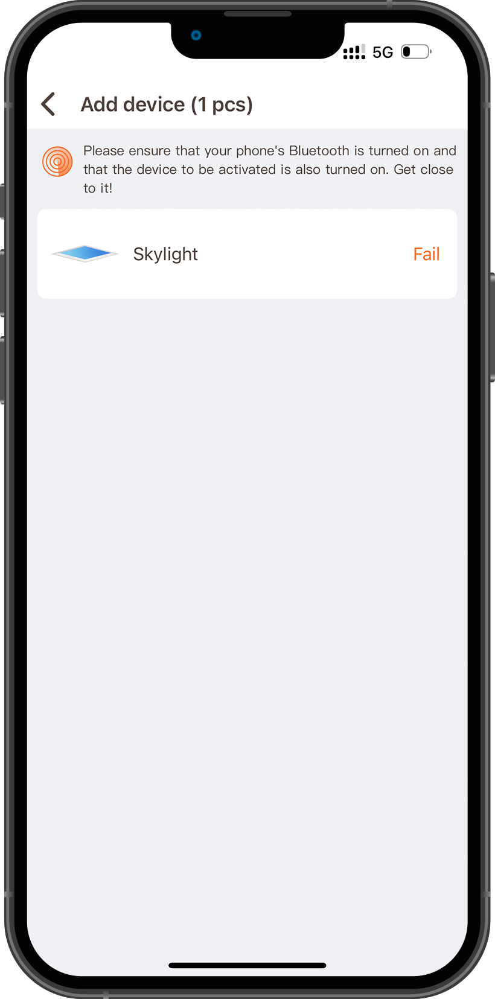 5G
Add device (1 pcs)
Please ensure that your phone's Bluetooth is turned on and
that the device to be activated is also turned on. Get close
to it!
Skylight
Fail